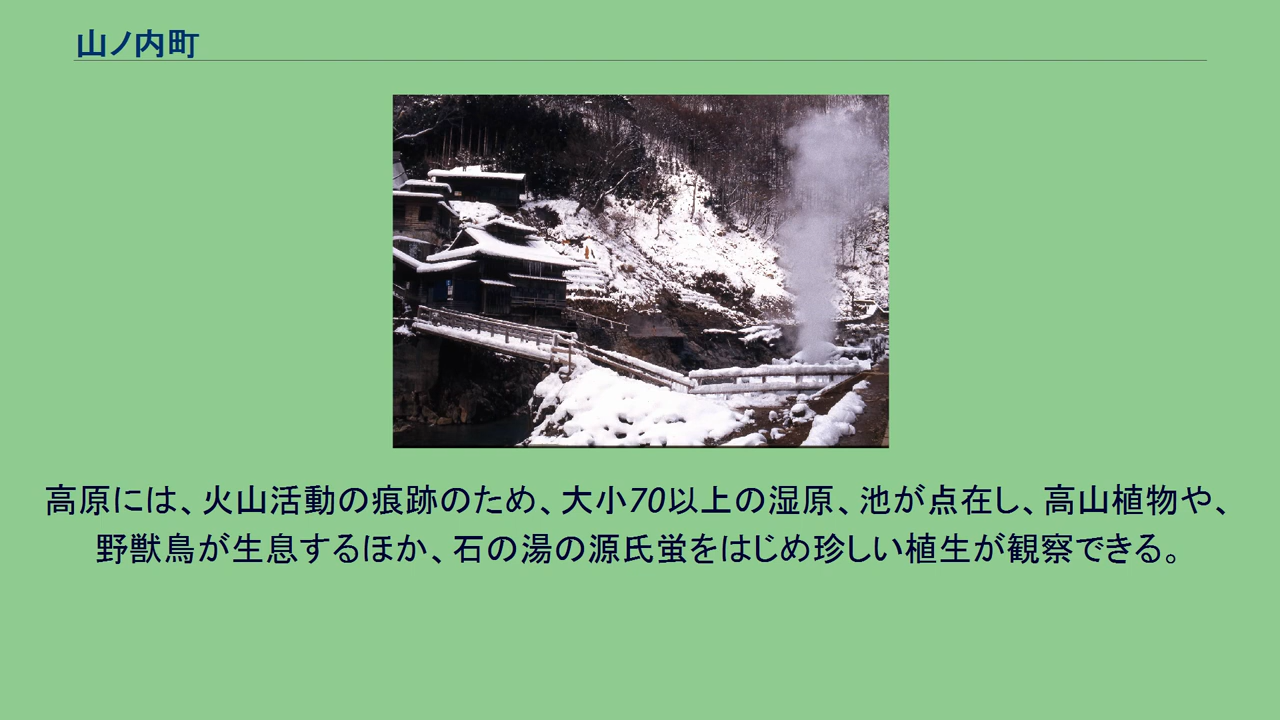 山ノ内町
高原には、火山活動の痕跡のため、大小70以上の湿原、池が点在し、高山植物や、
野獣鳥が生息するほか、石の湯の源氏蛍をはじめ珍しい植生が観察できる。